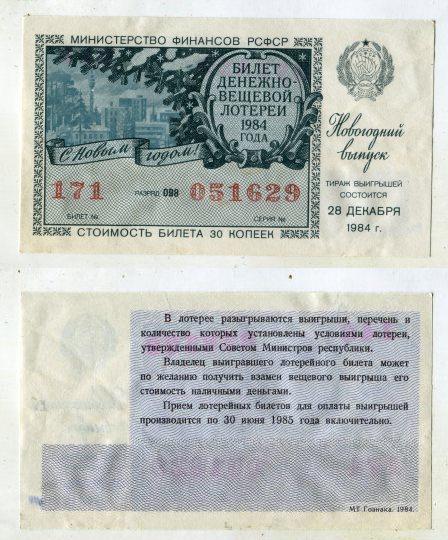 МИНИСТЕРСТВО ФИНАНСОВ РСФСР
БИЛЕТ
ДЕНЕЖНО-
ВЕЩЕВОЙ
ЛОТЕРЕИ
1984
ГОДА
С Новым годом!
171 РАЗРЯД 098 051629
БИЛЕТ № СЕРИЯ №
СТОИМОСТЬ БИЛЕТА 30 КОПЕЕК
Новогодний
выпуск
ТИРАЖ ВЫИГРЫШЕЙ
СОСТОИТСЯ
28 ДЕКАБРЯ
1984 г.
В лотерее разыгрываются выигрыши, перечень и
количество которых установлены условиями лотереи,
утвержденными Советом Министров республики.
Владелец выигравшего лотерейного билета может
по желанию получить взамен вещевого выигрыша его
стоимость наличными деньгами.
Прием лотерейных билетов для оплаты выигрышей
производится по 30 июня 1985 года включительно.
МТ Гознака. 1984.